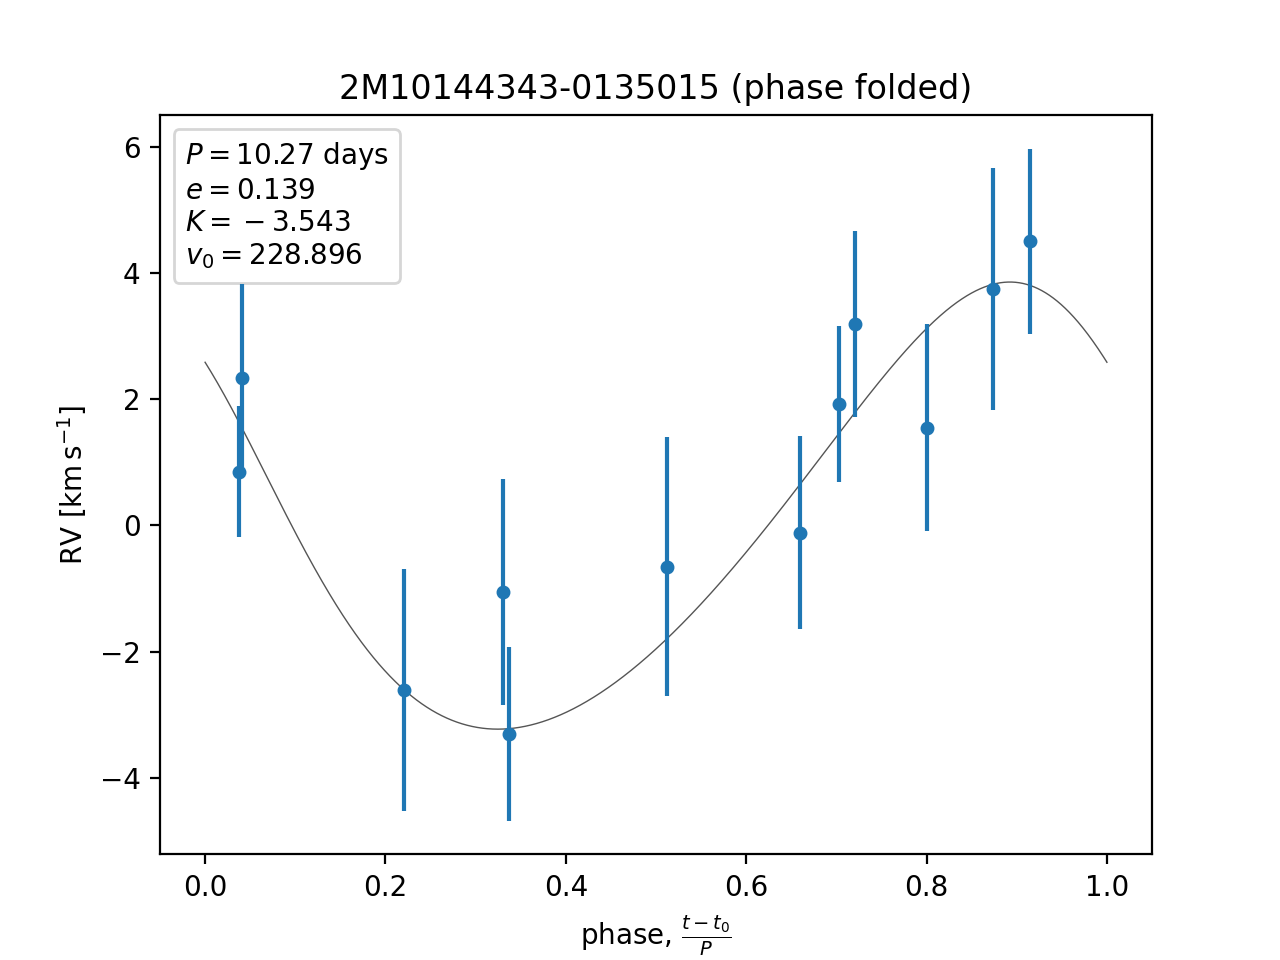 2M10144343-0135015 (phase folded)
P = 10.27 days
e = 0.139
K = −3.543
v₀ = 228.896
RV [km s⁻¹]
6
4
2
0
−2
−4
0.0 0.2 0.4 0.6 0.8 1.0
phase, (t − t₀)/P